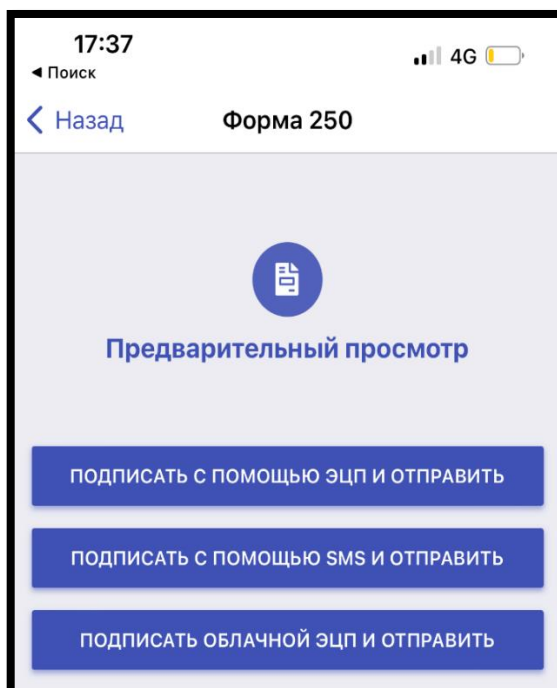 17:37
4G
◀ Поиск
Назад
Форма 250
Предварительный просмотр
ПОДПИСАТЬ С ПОМОЩЬЮ ЭЦП И ОТПРАВИТЬ
ПОДПИСАТЬ С ПОМОЩЬЮ SMS И ОТПРАВИТЬ
ПОДПИСАТЬ ОБЛАЧНОЙ ЭЦП И ОТПРАВИТЬ